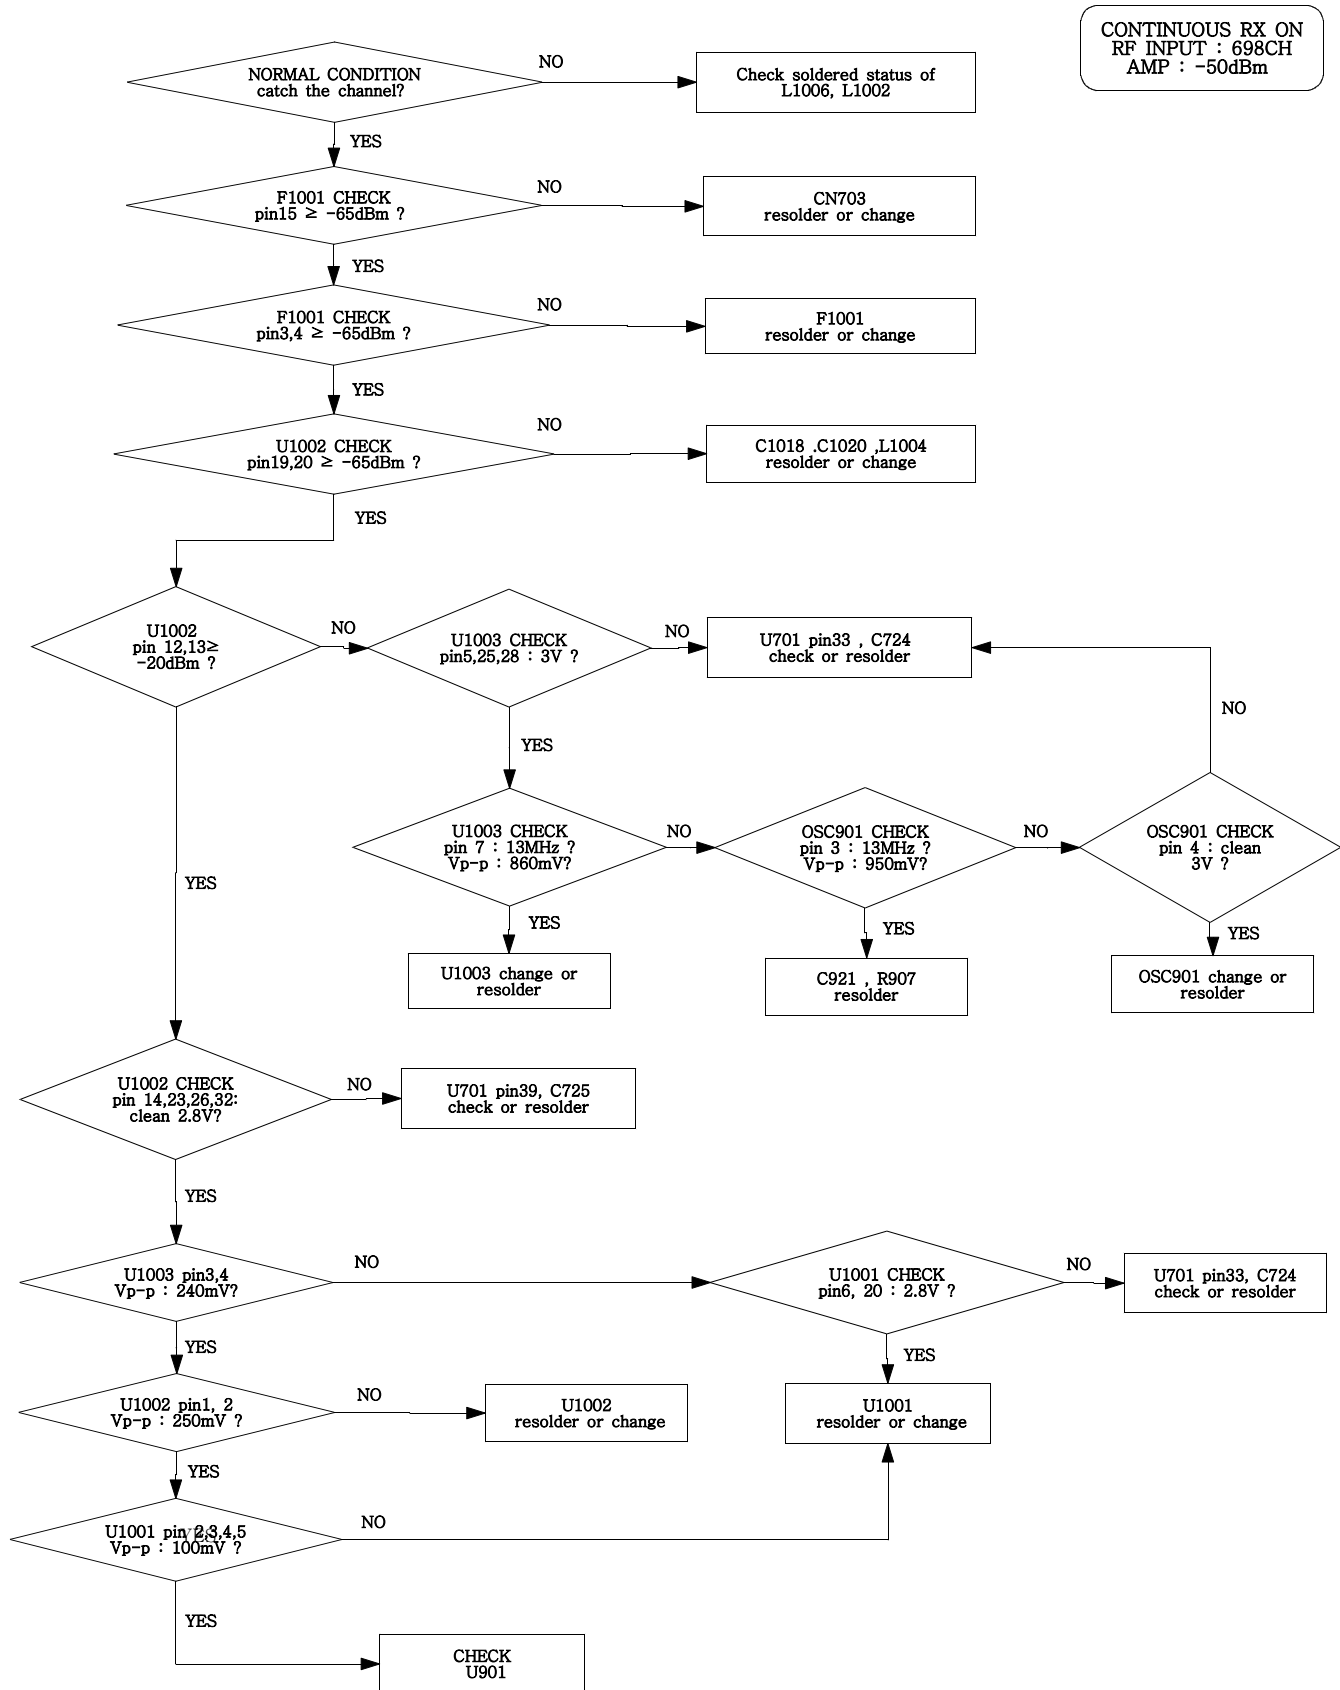 CONTINUOUS RX ON
RF INPUT : 698CH
AMP : -50dBm
NORMAL CONDITION
catch the channel?
NO
Check soldered status of
L1006, L1002
YES
F1001 CHECK
pin15 ≥ -65dBm ?
NO
CN703
resolder or change
YES
F1001 CHECK
pin3,4 ≥ -65dBm ?
NO
F1001
resolder or change
YES
U1002 CHECK
pin19,20 ≥ -65dBm ?
NO
C1018 .C1020 ,L1004
resolder or change
YES
U1002
pin 12,13≥
-20dBm ?
NO
U1003 CHECK
pin5,25,28 : 3V ?
NO
U701 pin33 , C724
check or resolder
NO
YES
YES
U1003 CHECK
pin 7 : 13MHz ?
Vp-p : 860mV?
NO
OSC901 CHECK
pin 3 : 13MHz ?
Vp-p : 950mV?
NO
OSC901 CHECK
pin 4 : clean
3V ?
YES
U1003 change or
resolder
YES
C921 , R907
resolder
YES
OSC901 change or
resolder
U1002 CHECK
pin 14,23,26,32:
clean 2.8V?
NO
U701 pin39, C725
check or resolder
YES
U1003 pin3,4
Vp-p : 240mV?
NO
U1001 CHECK
pin6, 20 : 2.8V ?
NO
U701 pin33, C724
check or resolder
YES
YES
U1002 pin1, 2
Vp-p : 250mV ?
NO
U1002
resolder or change
U1001
resolder or change
YES
U1001 pin 2,3,4,5
Vp-p : 100mV ?
YES
NO
YES
CHECK
U901